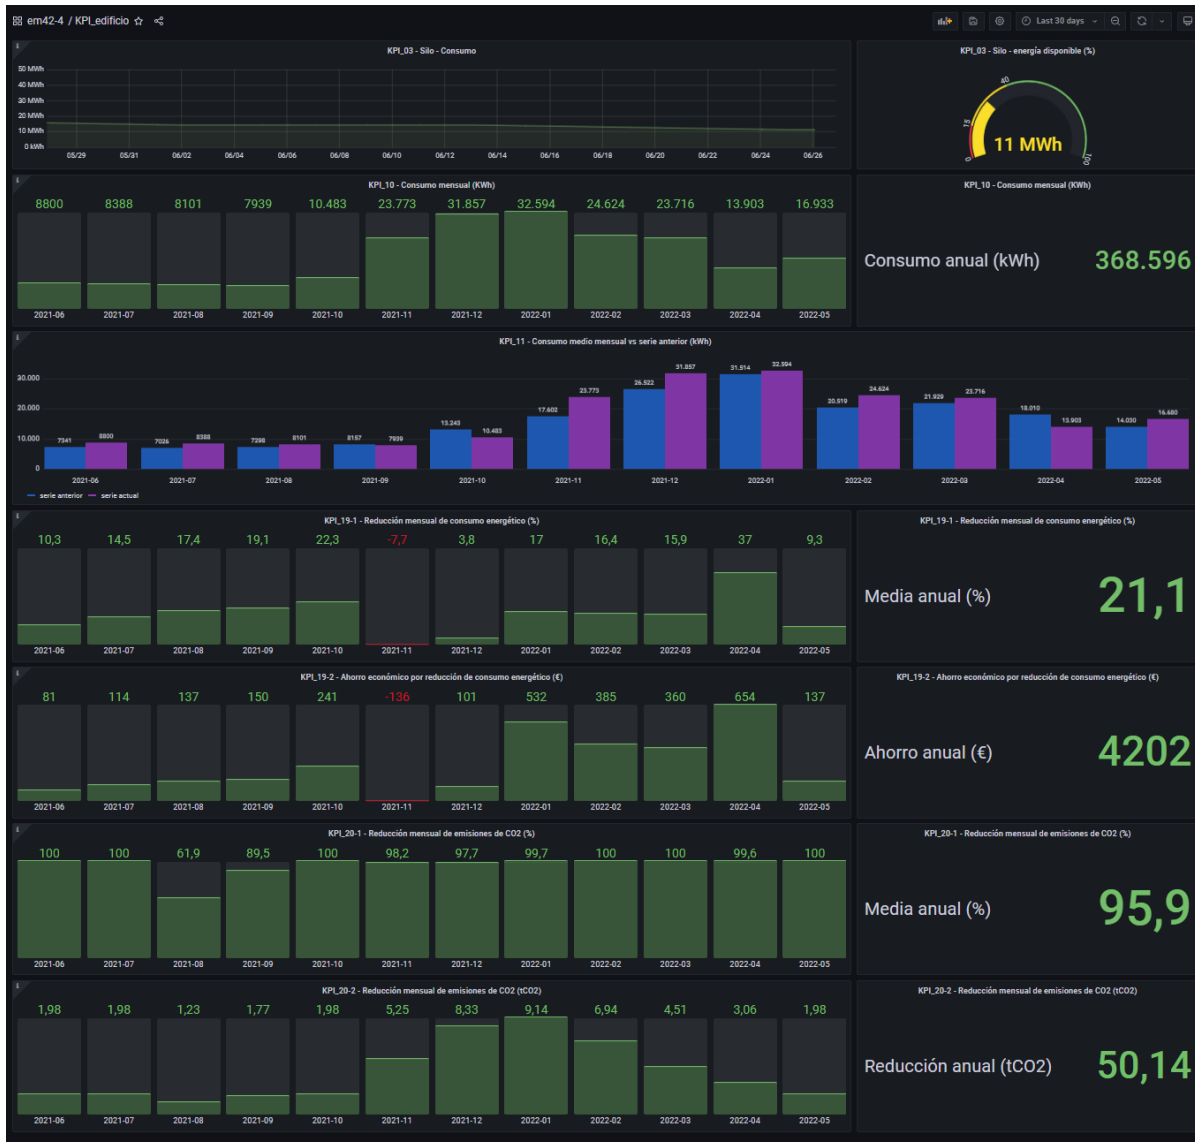 em42-4 / KPI_edificio
Last 30 days
KPI_03 - Silo - Consumo
50 MWh
40 MWh
30 MWh
20 MWh
10 MWh
0 kWh
05/29 05/31 06/02 06/04 06/06 06/08 06/10 06/12 06/14 06/16 06/18 06/20 06/22 06/24 06/26
KPI_03 - Silo - energía disponible (%)
0 15 40 100
11 MWh
KPI_10 - Consumo mensual (KWh)
8800 8388 8101 7939 10.483 23.773 31.857 32.594 24.624 23.716 13.903 16.933
2021-06 2021-07 2021-08 2021-09 2021-10 2021-11 2021-12 2022-01 2022-02 2022-03 2022-04 2022-05
KPI_10 - Consumo mensual (KWh)
Consumo anual (kWh) 368.596
KPI_11 - Consumo medio mensual vs serie anterior (kWh)
30.000
20.000
10.000
0
7341 8800 7026 8388 7298 8101 8157 7939 13.243 10.483 17.602 23.773 26.522 31.857 31.514 32.594 20.519 24.624 21.929 23.716 18.010 13.903 14.030 16.680
2021-06 2021-07 2021-08 2021-09 2021-10 2021-11 2021-12 2022-01 2022-02 2022-03 2022-04 2022-05
serie anterior serie actual
KPI_19-1 - Reducción mensual de consumo energético (%)
10,3 14,5 17,4 19,1 22,3 -7,7 3,8 17 16,4 15,9 37 9,3
2021-06 2021-07 2021-08 2021-09 2021-10 2021-11 2021-12 2022-01 2022-02 2022-03 2022-04 2022-05
KPI_19-1 - Reducción mensual de consumo energético (%)
Media anual (%) 21,1
KPI_19-2 - Ahorro económico por reducción de consumo energético (€)
81 114 137 150 241 -136 101 532 385 360 654 137
2021-06 2021-07 2021-08 2021-09 2021-10 2021-11 2021-12 2022-01 2022-02 2022-03 2022-04 2022-05
KPI_19-2 - Ahorro económico por reducción de consumo energético (€)
Ahorro anual (€) 4202
KPI_20-1 - Reducción mensual de emisiones de CO2 (%)
100 100 61,9 89,5 100 98,2 97,7 99,7 100 100 99,6 100
2021-06 2021-07 2021-08 2021-09 2021-10 2021-11 2021-12 2022-01 2022-02 2022-03 2022-04 2022-05
KPI_20-1 - Reducción mensual de emisiones de CO2 (%)
Media anual (%) 95,9
KPI_20-2 - Reducción mensual de emisiones de CO2 (tCO2)
1,98 1,98 1,23 1,77 1,98 5,25 8,33 9,14 6,94 4,51 3,06 1,98
2021-06 2021-07 2021-08 2021-09 2021-10 2021-11 2021-12 2022-01 2022-02 2022-03 2022-04 2022-05
KPI_20-2 - Reducción mensual de emisiones de CO2 (tCO2)
Reducción anual (tCO2) 50,14